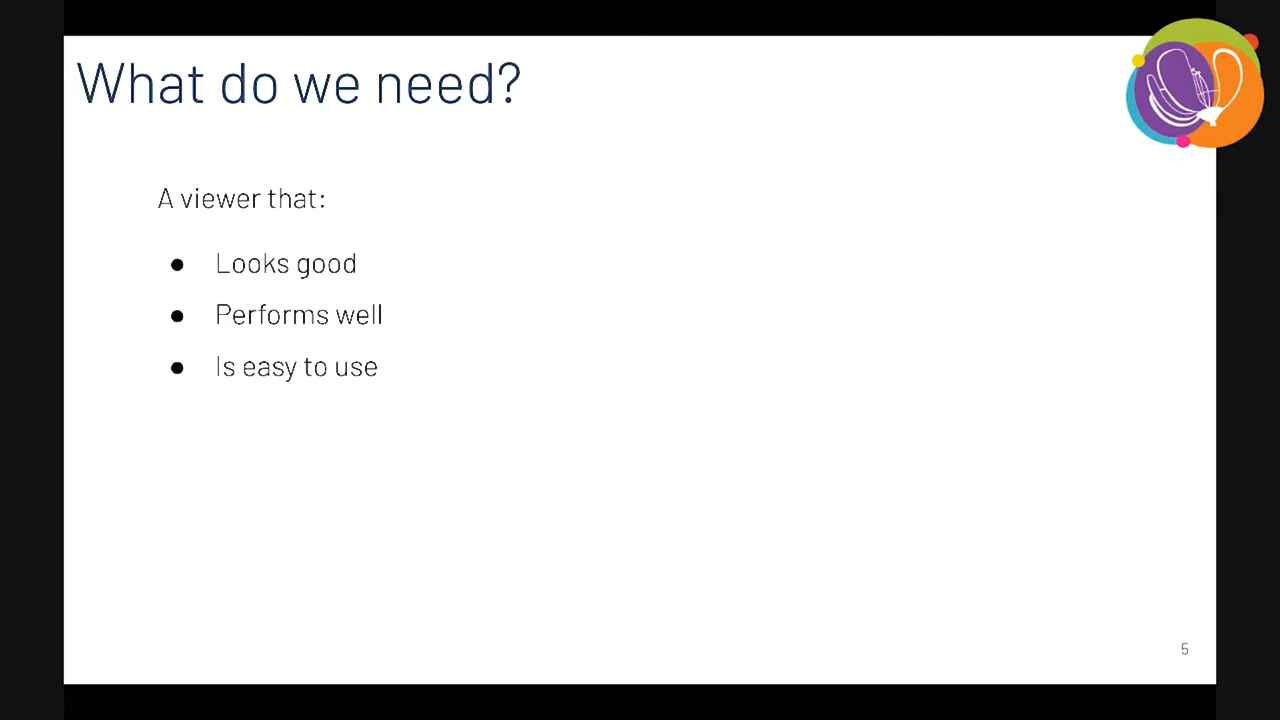 What do we need?
A viewer that:
● Looks good
● Performs well
● Is easy to use
5